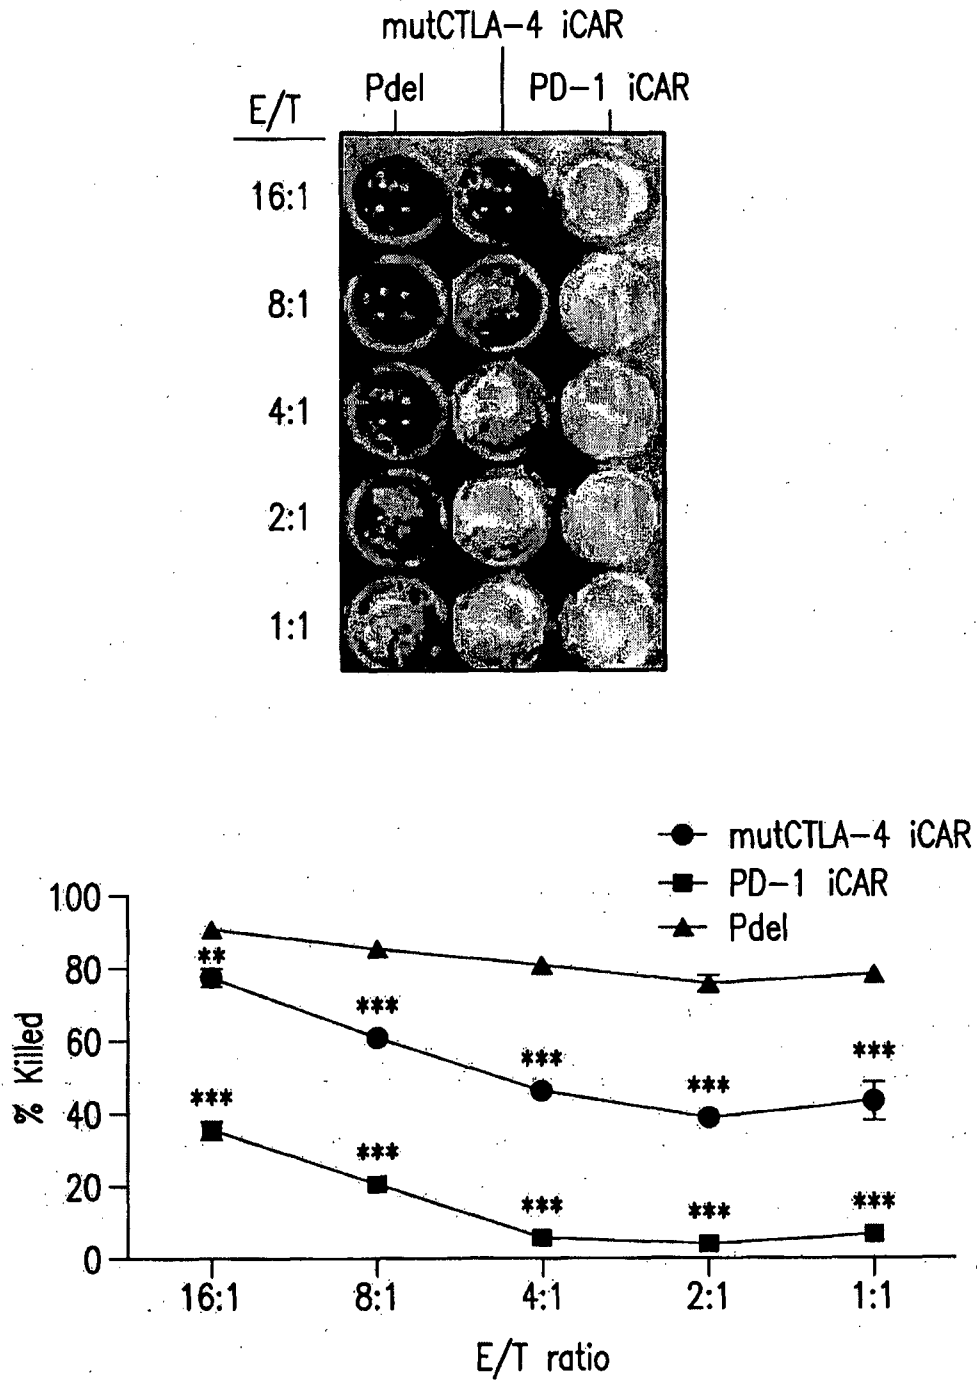 mutCTLA-4 iCAR
E/T Pdel PD-1 iCAR
16:1
8:1
4:1
2:1
1:1
mutCTLA-4 iCAR
PD-1 iCAR
Pdel
% Killed
100
80
60
40
20
0
**
***
***
***
***
***
***
***
***
***
16:1 8:1 4:1 2:1 1:1
E/T ratio